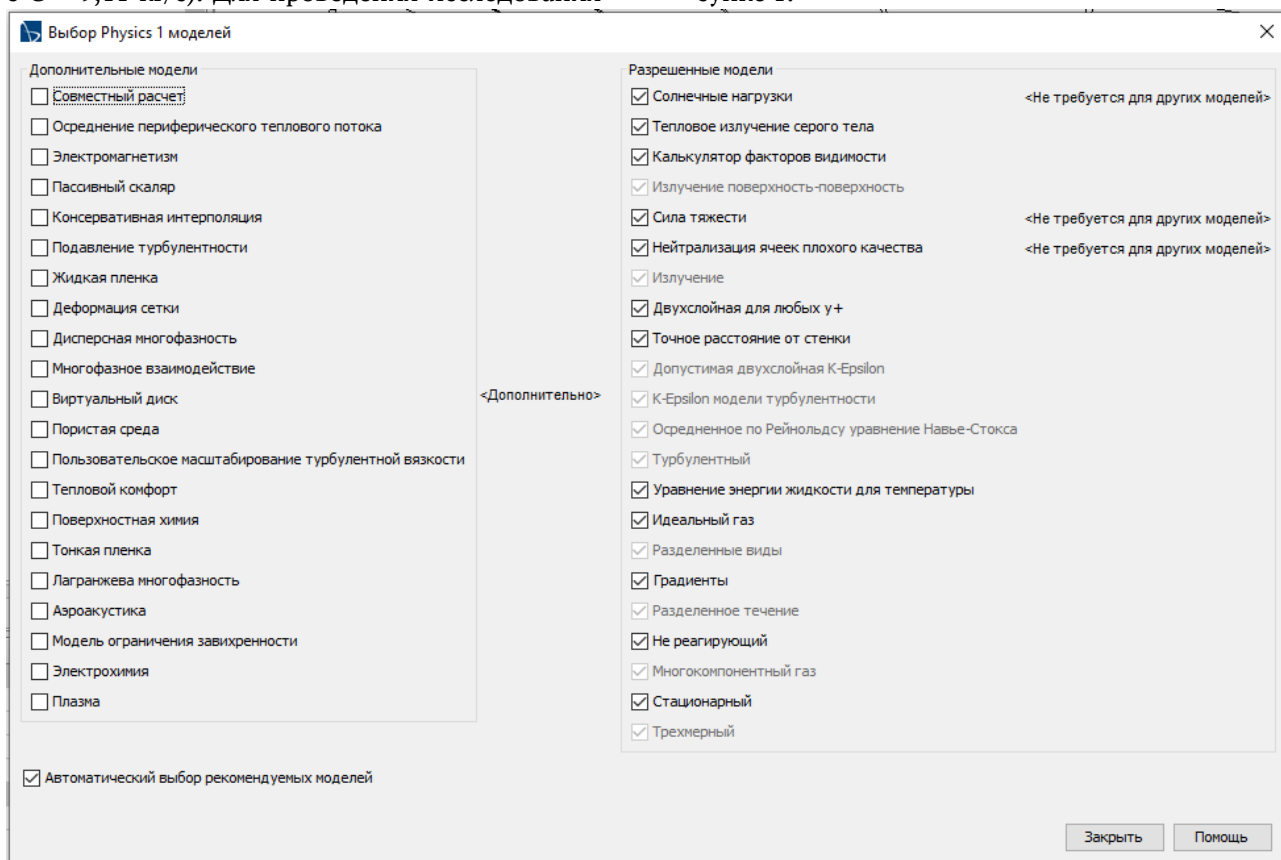 Для проведения исследования
Выбор Physics 1 моделей
Дополнительные модели
Совместный расчет
Осреднение периферического теплового потока
Электромагнетизм
Пассивный скаляр
Консервативная интерполяция
Подавление турбулентности
Жидкая пленка
Деформация сетки
Дисперсная многофазность
Многофазное взаимодействие
Виртуальный диск
Пористая среда
Пользовательское масштабирование турбулентной вязкости
Тепловой комфорт
Поверхностная химия
Тонкая пленка
Лагранжева многофазность
Аэроакустика
Модель ограничения завихренности
Электрохимия
Плазма
<Дополнительно>
Разрешенные модели
Солнечные нагрузки <Не требуется для других моделей>
Тепловое излучение серого тела
Калькулятор факторов видимости
Излучение поверхность-поверхность
Сила тяжести <Не требуется для других моделей>
Нейтрализация ячеек плохого качества <Не требуется для других моделей>
Излучение
Двухслойная для любых y+
Точное расстояние от стенки
Допустимая двухслойная K-Epsilon
K-Epsilon модели турбулентности
Осредненное по Рейнольдсу уравнение Навье-Стокса
Турбулентный
Уравнение энергии жидкости для температуры
Идеальный газ
Разделенные виды
Градиенты
Разделенное течение
Не реагирующий
Многокомпонентный газ
Стационарный
Трехмерный
Автоматический выбор рекомендуемых моделей
Закрыть Помощь